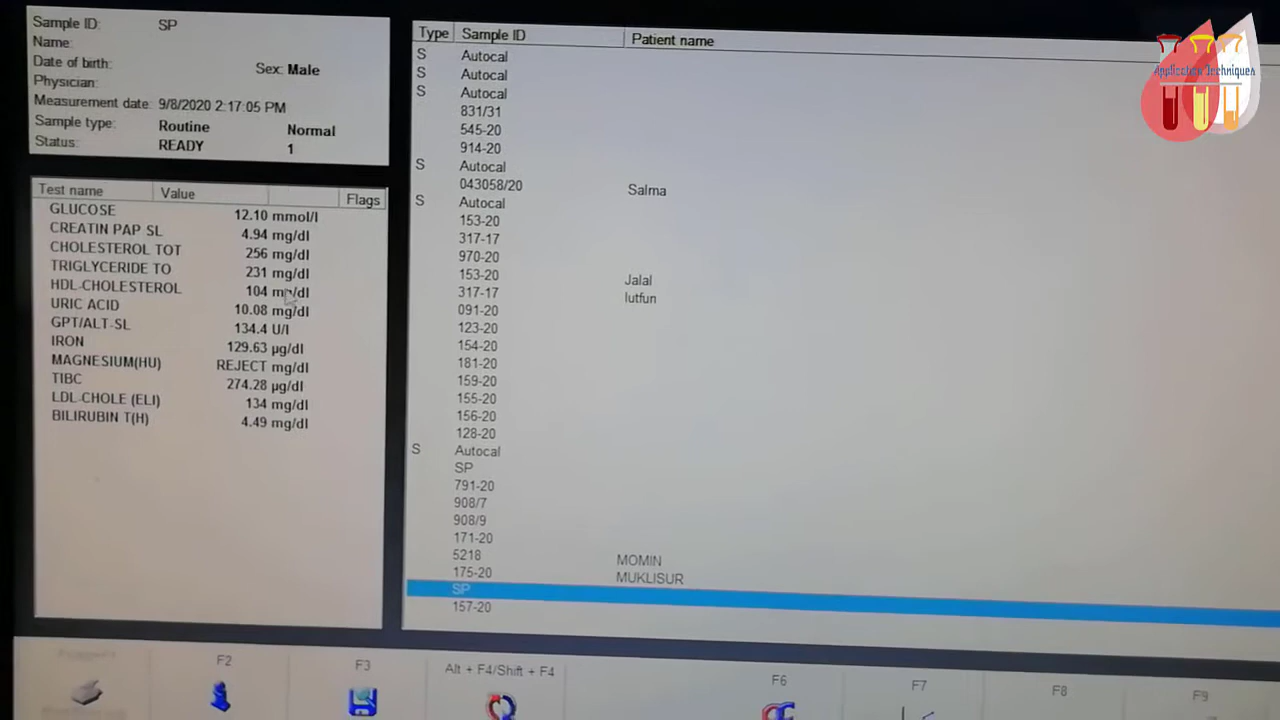 Sample ID: SP
Name:
Date of birth: Sex: Male
Physician:
Measurement date: 9/8/2020 2:17:05 PM
Sample type: Routine Normal
Status: READY 1
Test name Value Flags
GLUCOSE 12.10 mmol/l
CREATIN PAP SL 4.94 mg/dl
CHOLESTEROL TOT 256 mg/dl
TRIGLYCERIDE TO 231 mg/dl
HDL-CHOLESTEROL 104 mg/dl
URIC ACID 10.08 mg/dl
GPT/ALT-SL 134.4 U/l
IRON 129.63 µg/dl
MAGNESIUM(HU) REJECT mg/dl
TIBC 274.28 µg/dl
LDL-CHOLE (ELI) 134 mg/dl
BILIRUBIN T(H) 4.49 mg/dl
Type Sample ID Patient name
S Autocal
S Autocal
S Autocal
831/31
545-20
914-20
S Autocal
043058/20 Salma
S Autocal
153-20
317-17
970-20
153-20 Jalal
317-17 lutfun
091-20
123-20
154-20
181-20
159-20
155-20
156-20
128-20
S Autocal
SP
791-20
908/7
908/9
171-20
5218 MOMIN
175-20 MUKLISUR
SP
157-20
F2 F3 Alt + F4/Shift + F4 F6 F7 F8 F9
Application Techniques